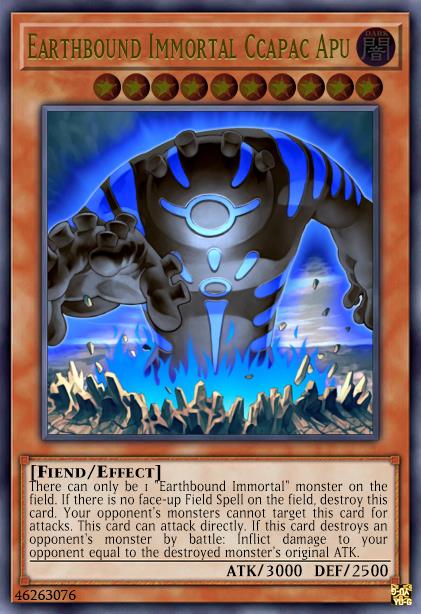 Earthbound Immortal Ccapac Apu
DARK
闇
[Fiend/Effect]
There can only be 1 "Earthbound Immortal" monster on
the field. If there is no face-up Field Spell on the field, destroy this
card. Your opponent's monsters cannot target this card for
attacks. This card can attack directly. If this card destroys an
opponent's monster by battle: Inflict damage to your
opponent equal to the destroyed monster's original ATK.
ATK/3000 DEF/2500
46263076